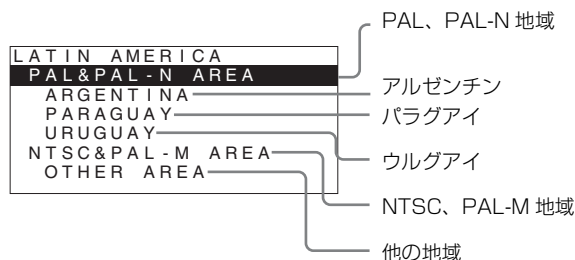 LATIN AMERICA
PAL&PAL-N AREA
ARGENTINA
PARAGUAY
URUGUAY
NTSC&PAL-M AREA
OTHER AREA
PAL、PAL-N 地域
アルゼンチン
パラグアイ
ウルグアイ
NTSC、PAL-M 地域
他の地域